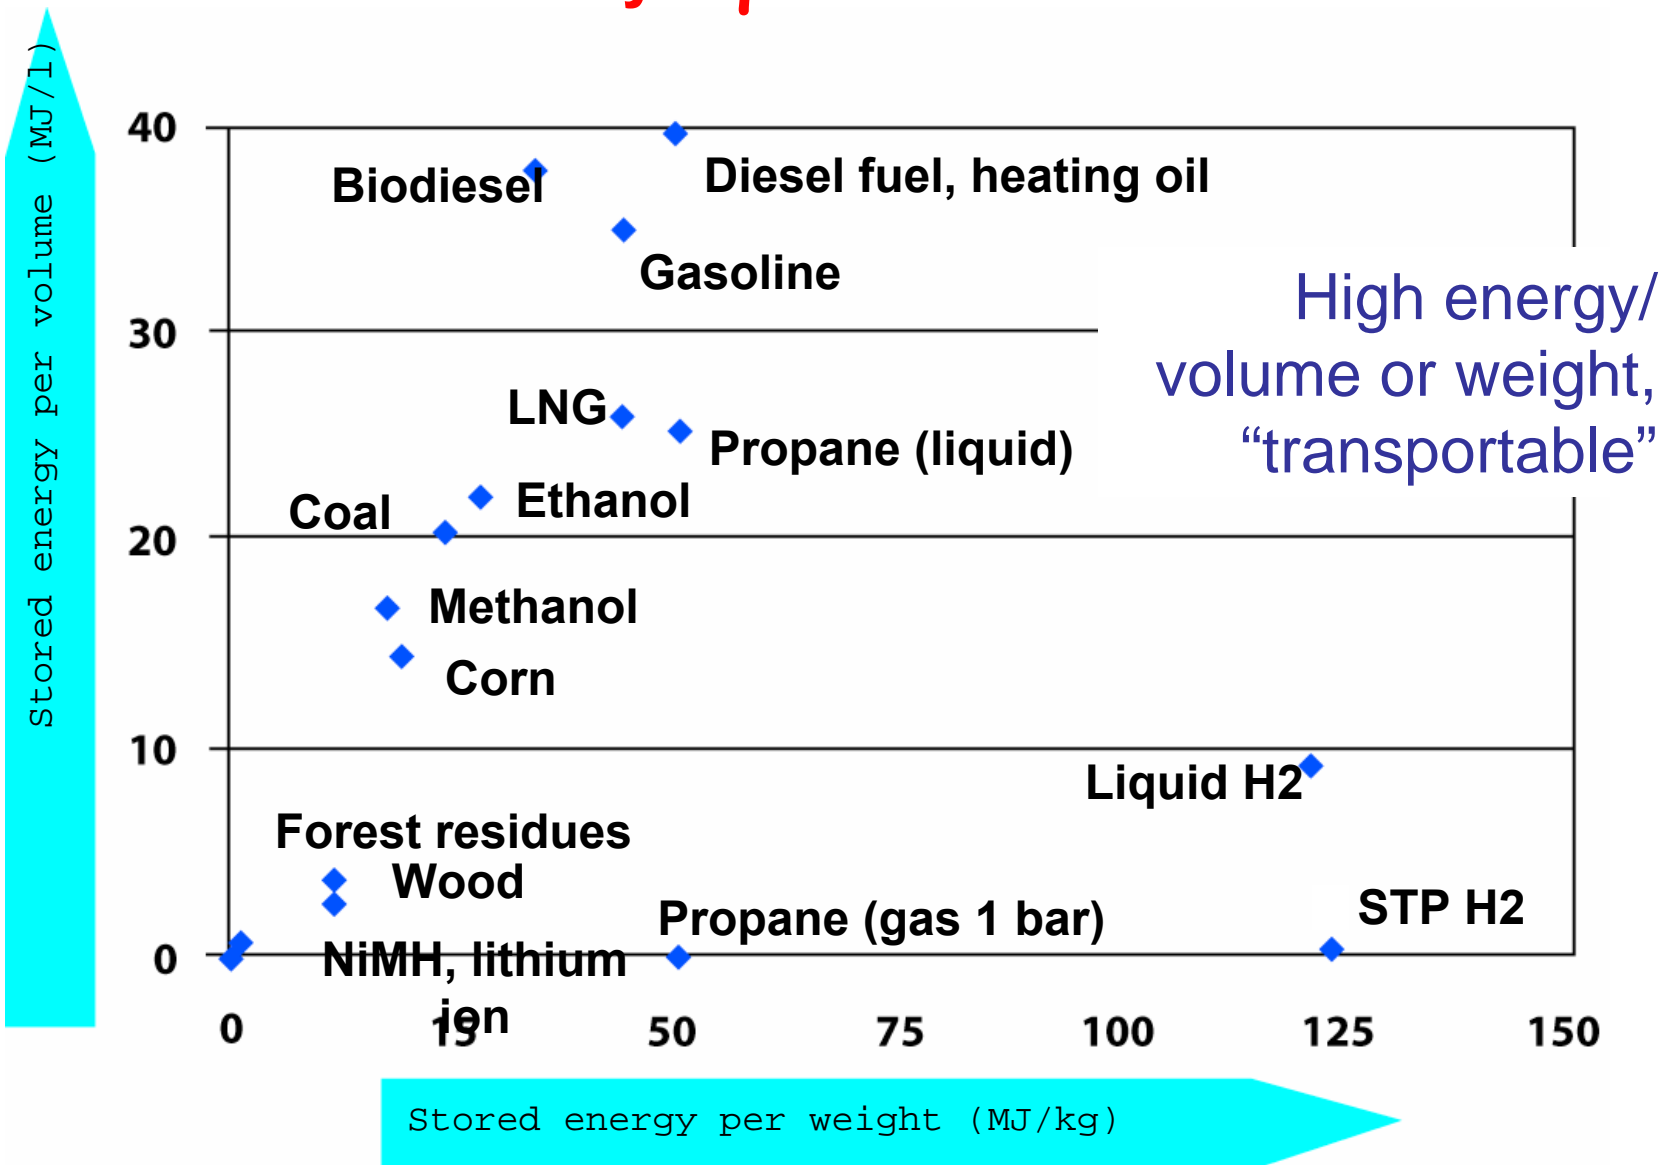 Stored energy per volume (MJ/l)
40
30
20
10
0
Biodiesel
Diesel fuel, heating oil
Gasoline
High energy/
volume or weight,
“transportable”
LNG
Propane (liquid)
Coal
Ethanol
Methanol
Corn
Liquid H2
Forest residues
Wood
Propane (gas 1 bar)
STP H2
NiMH, lithium
ion
0 15 50 75 100 125 150
Stored energy per weight (MJ/kg)